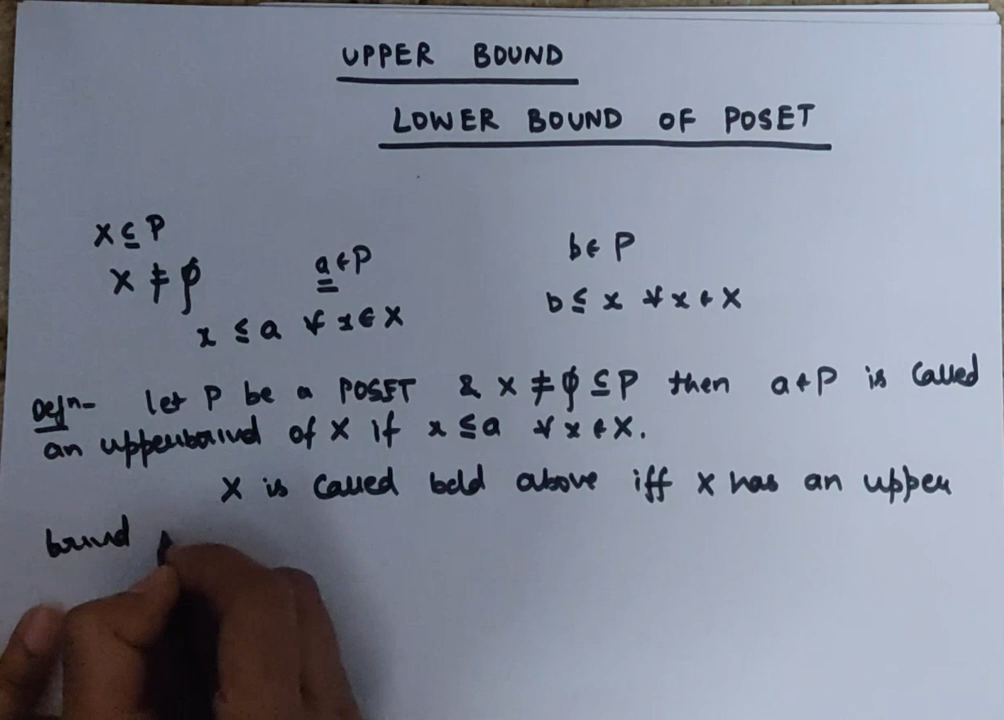 UPPER BOUND
LOWER BOUND OF POSET
X ⊆ P
X ≠ ϕ
a ∈ P
x ≤ a ∀ x ∈ X
b ∈ P
b ≤ x ∀ x ∈ X
Defn- let P be a POSET & X ≠ ϕ ⊆ P then a ∈ P is called
an upperbound of X if x ≤ a ∀ x ∈ X.
X is called bdd above iff X has an upper
bound